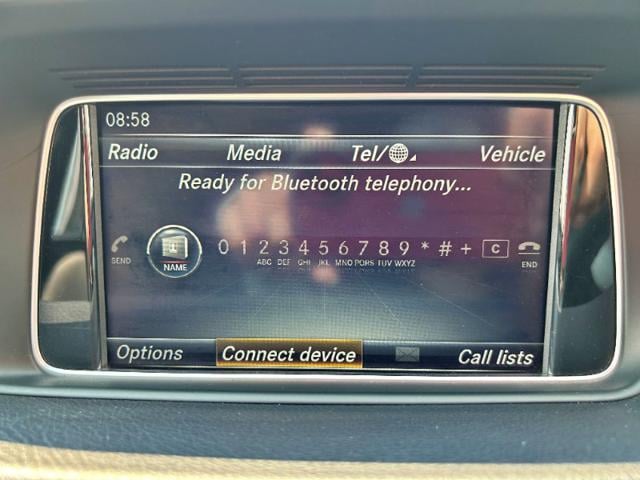 08:58
Radio Media Tel/ Vehicle
Ready for Bluetooth telephony...
0 1 2 3 4 5 6 7 8 9 * # + C
SEND NAME ABC DEF GHI JKL MNO PQRS TUV WXYZ END
Options Connect device Call lists